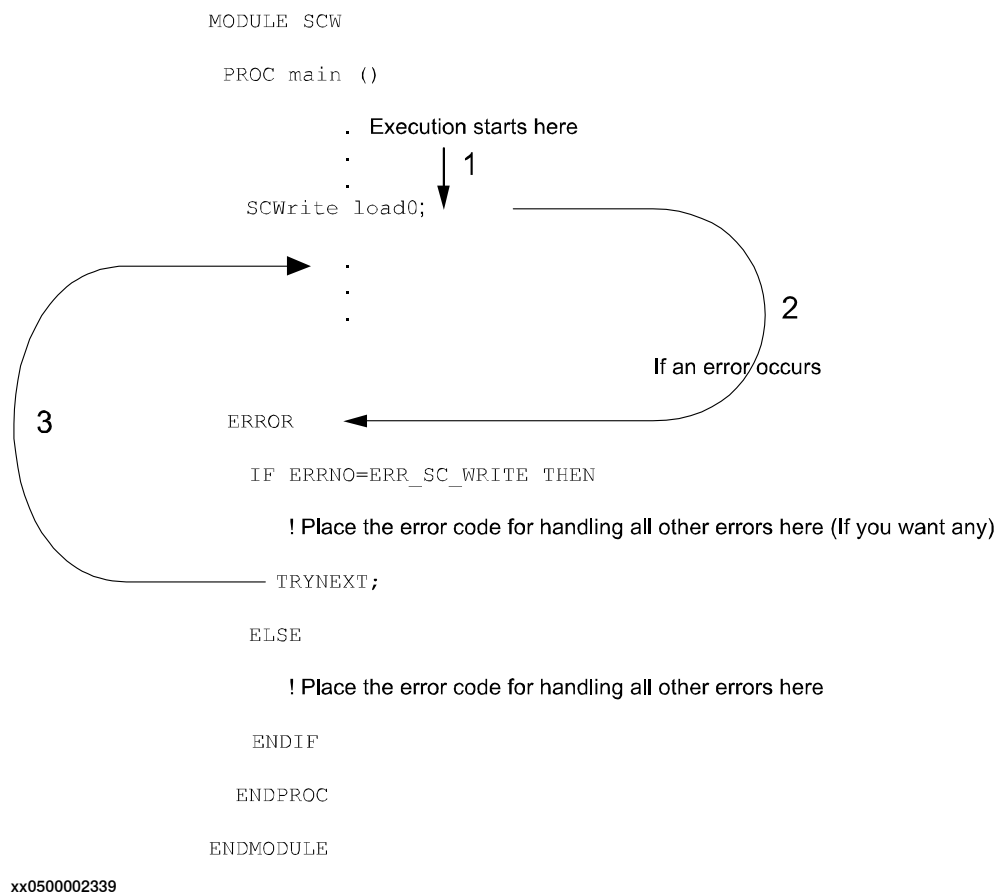 MODULE SCW
PROC main ()
. Execution starts here
. 1
.
SCWrite load0;
.
.
.
2
If an error occurs
3
ERROR
IF ERRNO=ERR_SC_WRITE THEN
! Place the error code for handling all other errors here (If you want any)
TRYNEXT;
ELSE
! Place the error code for handling all other errors here
ENDIF
ENDPROC
ENDMODULE
xx0500002339